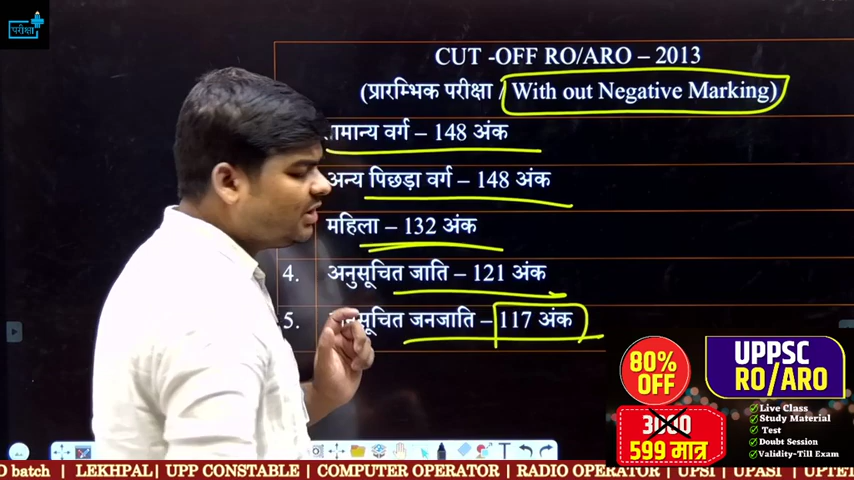 परीक्षा
CUT -OFF RO/ARO – 2013
(प्रारम्भिक परीक्षा / With out Negative Marking)
वर्ग – 148 अंक
अन्य पिछड़ा वर्ग – 148 अंक
महिला – 132 अंक
4. अनुसूचित जाति – 121 अंक
5. जनजाति – 117 अंक
80% OFF
599 मात्र
UPPSC
RO/ARO
Live Class
Study Material
Test
Doubt Session
Validity-Till Exam
D batch | LEKHPAL | UPP CONSTABLE | COMPUTER OPERATOR | RADIO OPERATOR | UPSI | UPASI | UPTET